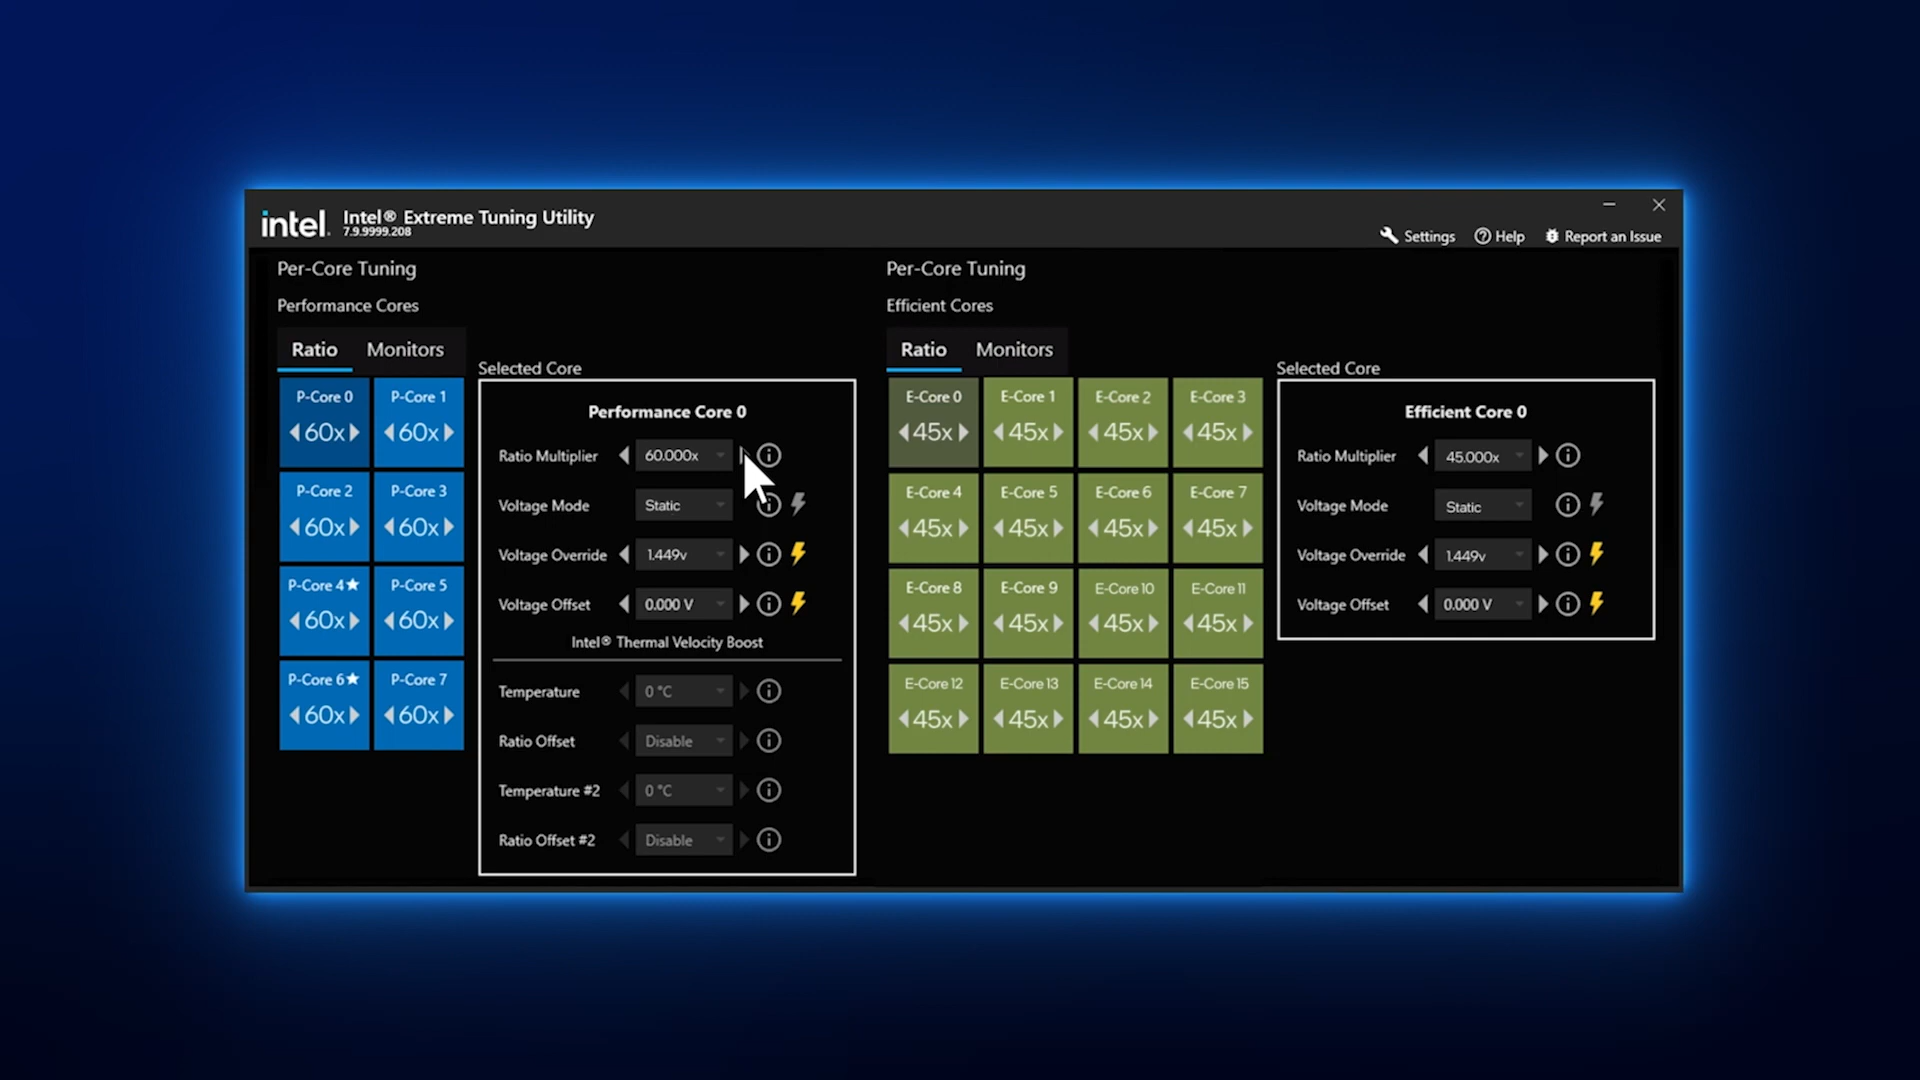 intel.
Intel® Extreme Tuning Utility
7.9.9999.208
Settings
Help
Report an Issue
Per-Core Tuning
Performance Cores
Ratio Monitors
P-Core 0 P-Core 1
60x 60x
P-Core 2 P-Core 3
60x 60x
P-Core 4★ P-Core 5
60x 60x
P-Core 6★ P-Core 7
60x 60x
Selected Core
Performance Core 0
Ratio Multiplier 60.000x
Voltage Mode Static
Voltage Override 1.449v
Voltage Offset 0.000 V
Intel® Thermal Velocity Boost
Temperature 0 °C
Ratio Offset Disable
Temperature #2 0 °C
Ratio Offset #2 Disable
Per-Core Tuning
Efficient Cores
Ratio Monitors
E-Core 0 E-Core 1 E-Core 2 E-Core 3
45x 45x 45x 45x
E-Core 4 E-Core 5 E-Core 6 E-Core 7
45x 45x 45x 45x
E-Core 8 E-Core 9 E-Core 10 E-Core 11
45x 45x 45x 45x
E-Core 12 E-Core 13 E-Core 14 E-Core 15
45x 45x 45x 45x
Selected Core
Efficient Core 0
Ratio Multiplier 45.000x
Voltage Mode Static
Voltage Override 1.449v
Voltage Offset 0.000 V